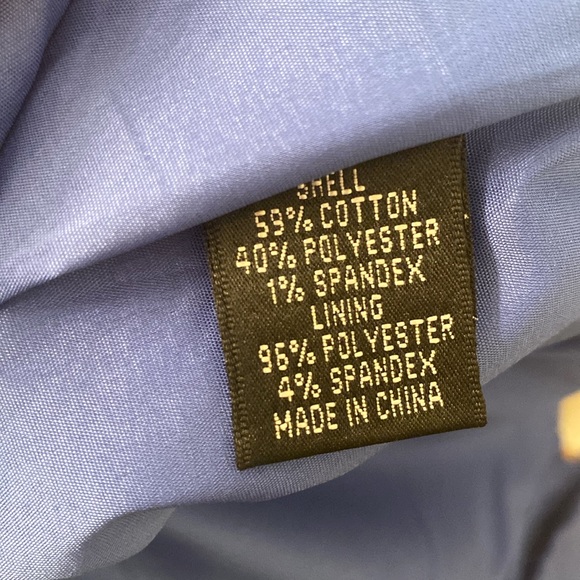 SHELL
59% COTTON
40% POLYESTER
1% SPANDEX
LINING
96% POLYESTER
4% SPANDEX
MADE IN CHINA